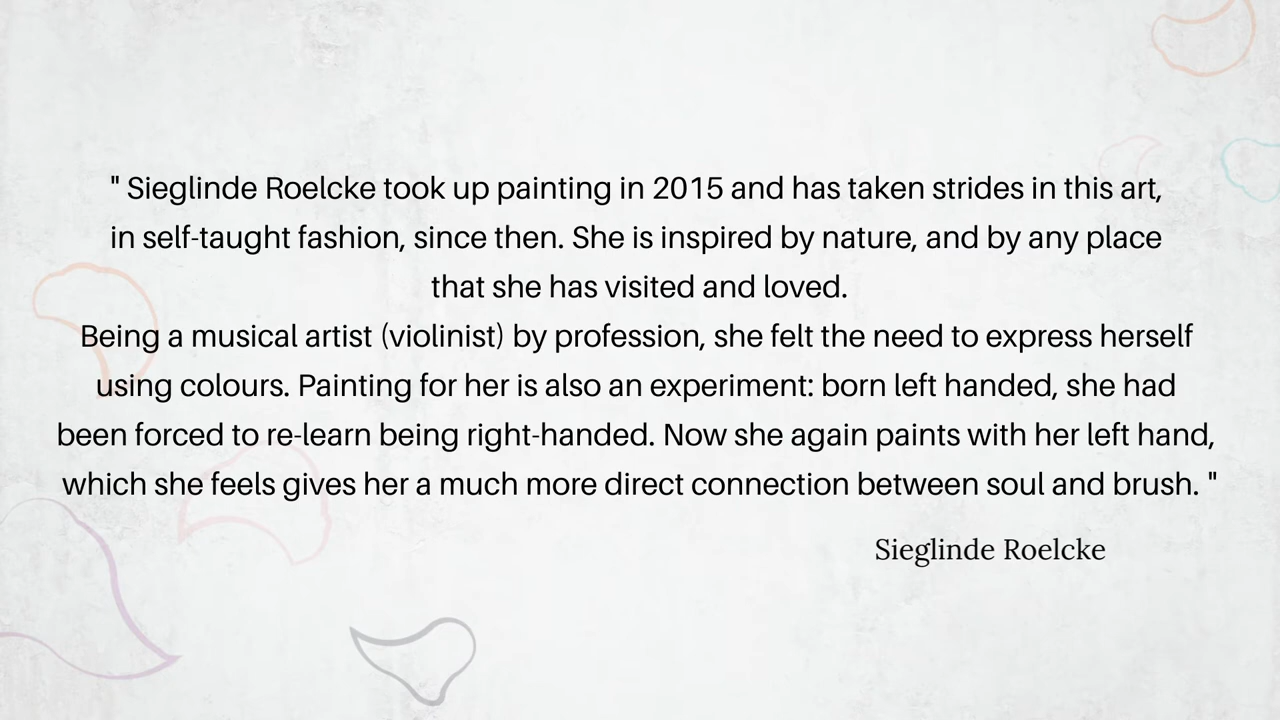 " Sieglinde Roelcke took up painting in 2015 and has taken strides in this art,
in self-taught fashion, since then. She is inspired by nature, and by any place
that she has visited and loved.
Being a musical artist (violinist) by profession, she felt the need to express herself
using colours. Painting for her is also an experiment: born left handed, she had
been forced to re-learn being right-handed. Now she again paints with her left hand,
which she feels gives her a much more direct connection between soul and brush. "
Sieglinde Roelcke